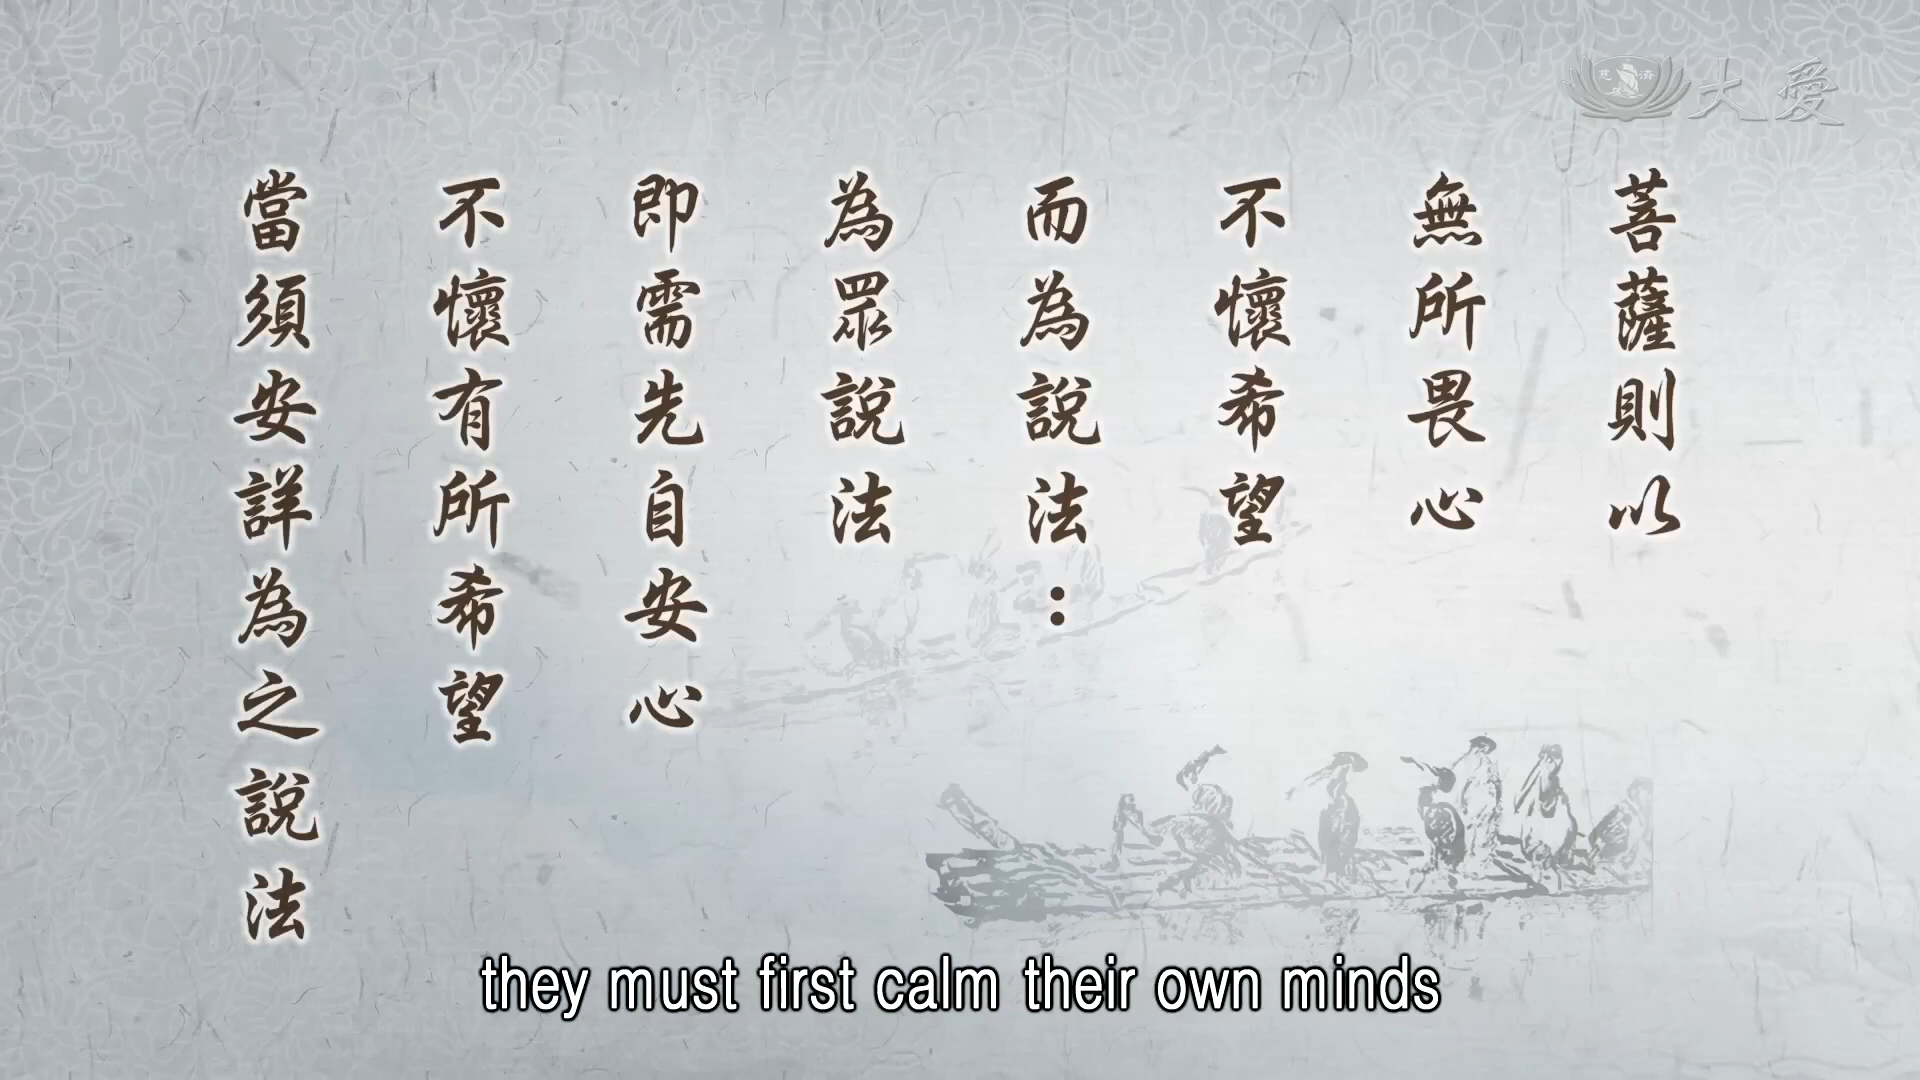 菩薩則以
無所畏心
不懷希望
而為說法：
為眾說法
即需先自安心
不懷有所希望
當須安詳為之說法
慈濟
大愛
they must first calm their own minds